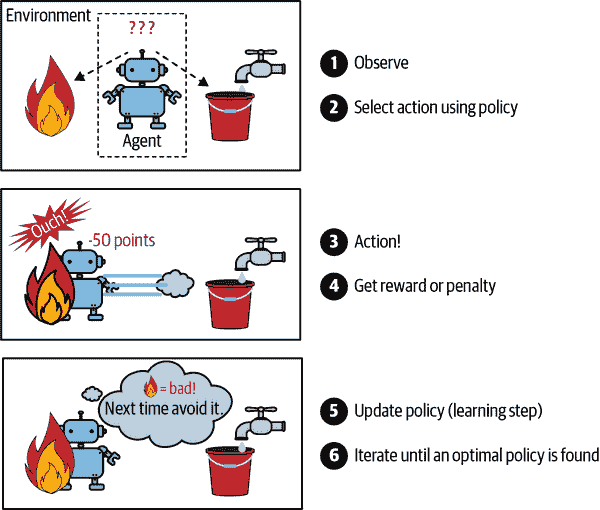 Environment
???
Agent
1 Observe
2 Select action using policy
Ouch!
-50 points
3 Action!
4 Get reward or penalty
= bad!
Next time avoid it.
5 Update policy (learning step)
6 Iterate until an optimal policy is found